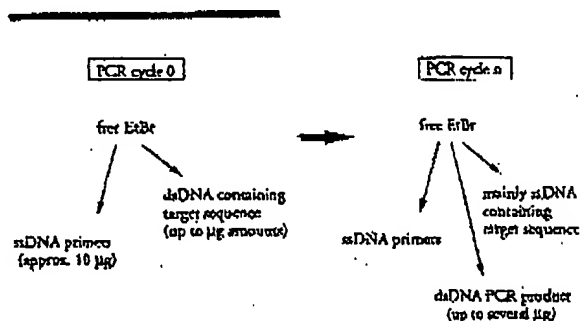 PCR cycle 0
free EtBr
dsDNA containing
target sequence
(up to µg amounts)
ssDNA primers
(approx. 10 µg)
PCR cycle n
free EtBr
mainly ssDNA
containing
target sequence
ssDNA primers
dsDNA PCR product
(up to several µg)